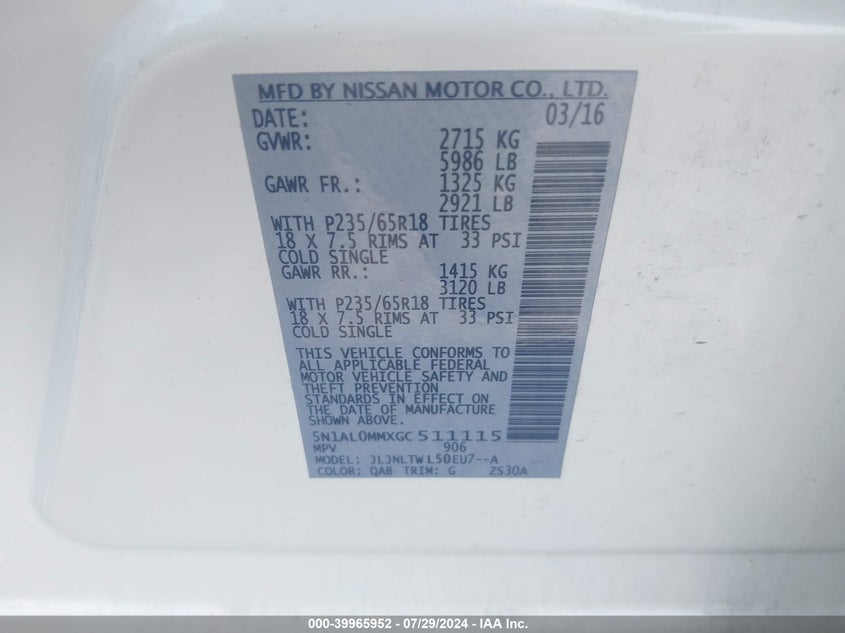 MFD BY NISSAN MOTOR CO., LTD.
DATE: 03/16
GVWR: 2715 KG
5986 LB
GAWR FR.: 1325 KG
2921 LB
WITH P235/65R18 TIRES
18 X 7.5 RIMS AT 33 PSI
COLD SINGLE
GAWR RR.: 1415 KG
3120 LB
WITH P235/65R18 TIRES
18 X 7.5 RIMS AT 33 PSI
COLD SINGLE
THIS VEHICLE CONFORMS TO
ALL APPLICABLE FEDERAL
MOTOR VEHICLE SAFETY AND
THEFT PREVENTION
STANDARDS IN EFFECT ON
THE DATE OF MANUFACTURE
SHOWN ABOVE.
5N1AL0MMXGC511115
MPV 906
MODEL: JLJNLTWL50EU7--A
COLOR: QAB TRIM: G ZS30A
000-39965952 - 07/29/2024 - IAA Inc.